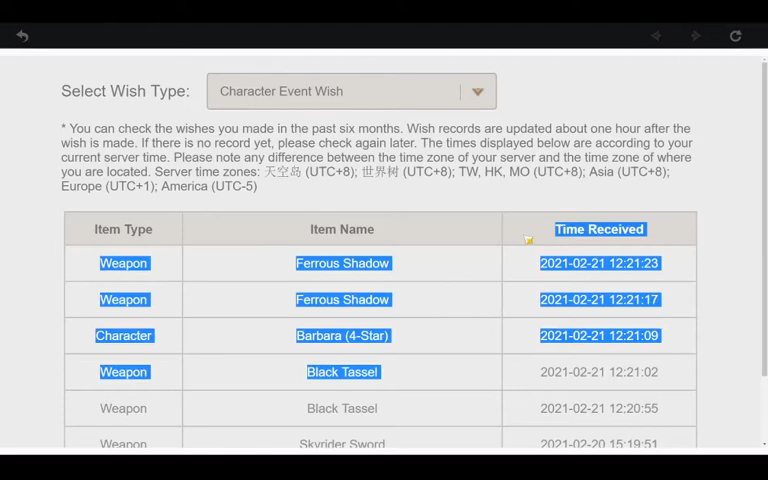 Select Wish Type: Character Event Wish
* You can check the wishes you made in the past six months. Wish records are updated about one hour after the
wish is made. If there is no record yet, please check again later. The times displayed below are according to your
current server time. Please note any difference between the time zone of your server and the time zone of where
you are located. Server time zones: 天空岛 (UTC+8); 世界树 (UTC+8); TW, HK, MO (UTC+8); Asia (UTC+8);
Europe (UTC+1); America (UTC-5)
Item Type Item Name Time Received
Weapon Ferrous Shadow 2021-02-21 12:21:23
Weapon Ferrous Shadow 2021-02-21 12:21:17
Character Barbara (4-Star) 2021-02-21 12:21:09
Weapon Black Tassel 2021-02-21 12:21:02
Weapon Black Tassel 2021-02-21 12:20:55
Weapon Skyrider Sword 2021-02-20 15:19:51